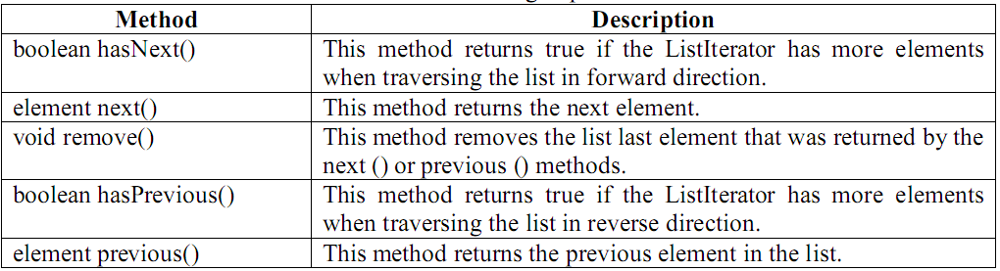 Method Description
boolean hasNext() This method returns true if the ListIterator has more elements
when traversing the list in forward direction.
element next() This method returns the next element.
void remove() This method removes the list last element that was returned by the
next () or previous () methods.
boolean hasPrevious() This method returns true if the ListIterator has more elements
when traversing the list in reverse direction.
element previous() This method returns the previous element in the list.